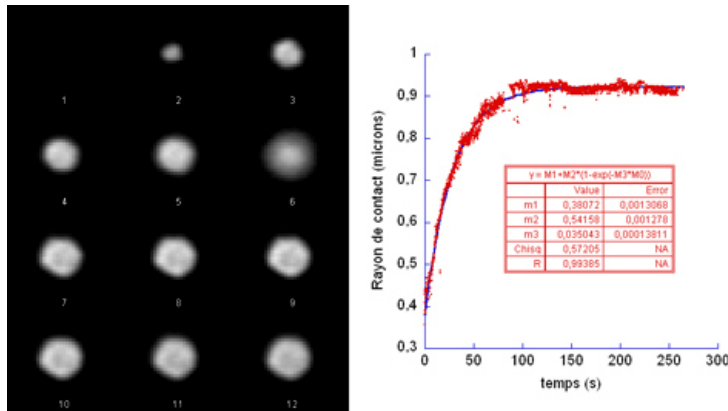 1 2 3
4 5 6
7 8 9
10 11 12
Rayon de contact (microns)
1
0,9
0,8
0,7
0,6
0,5
0,4
0,3
y = M1+M2*(1-exp(-M3*M0))
Value Error
m1 0,38072 0,0013068
m2 0,54158 0,001278
m3 0,035043 0,00013811
Chisq 0,57205 NA
R 0,99385 NA
0 50 100 150 200 250 300
temps (s)